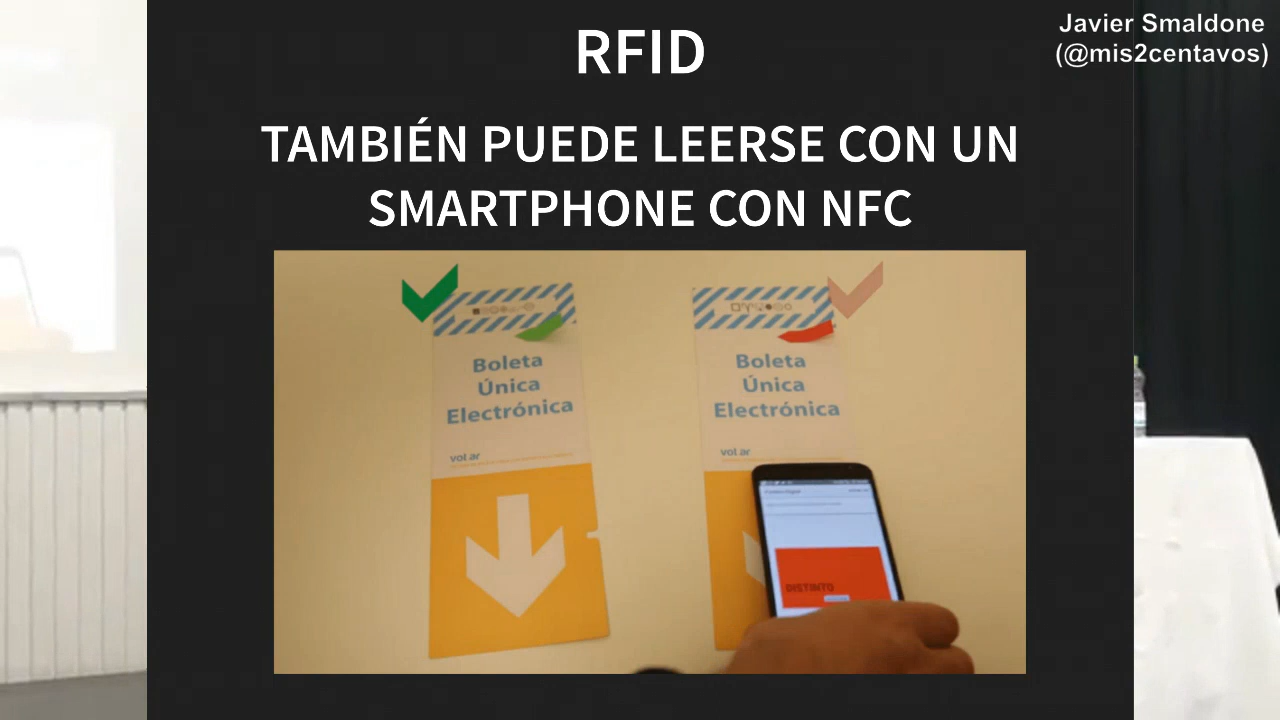 RFID
Javier Smaldone
(@mis2centavos)
TAMBIÉN PUEDE LEERSE CON UN
SMARTPHONE CON NFC
Boleta
Única
Electrónica
vot.ar
Boleta
Única
Electrónica
vot.ar
DISTINTO